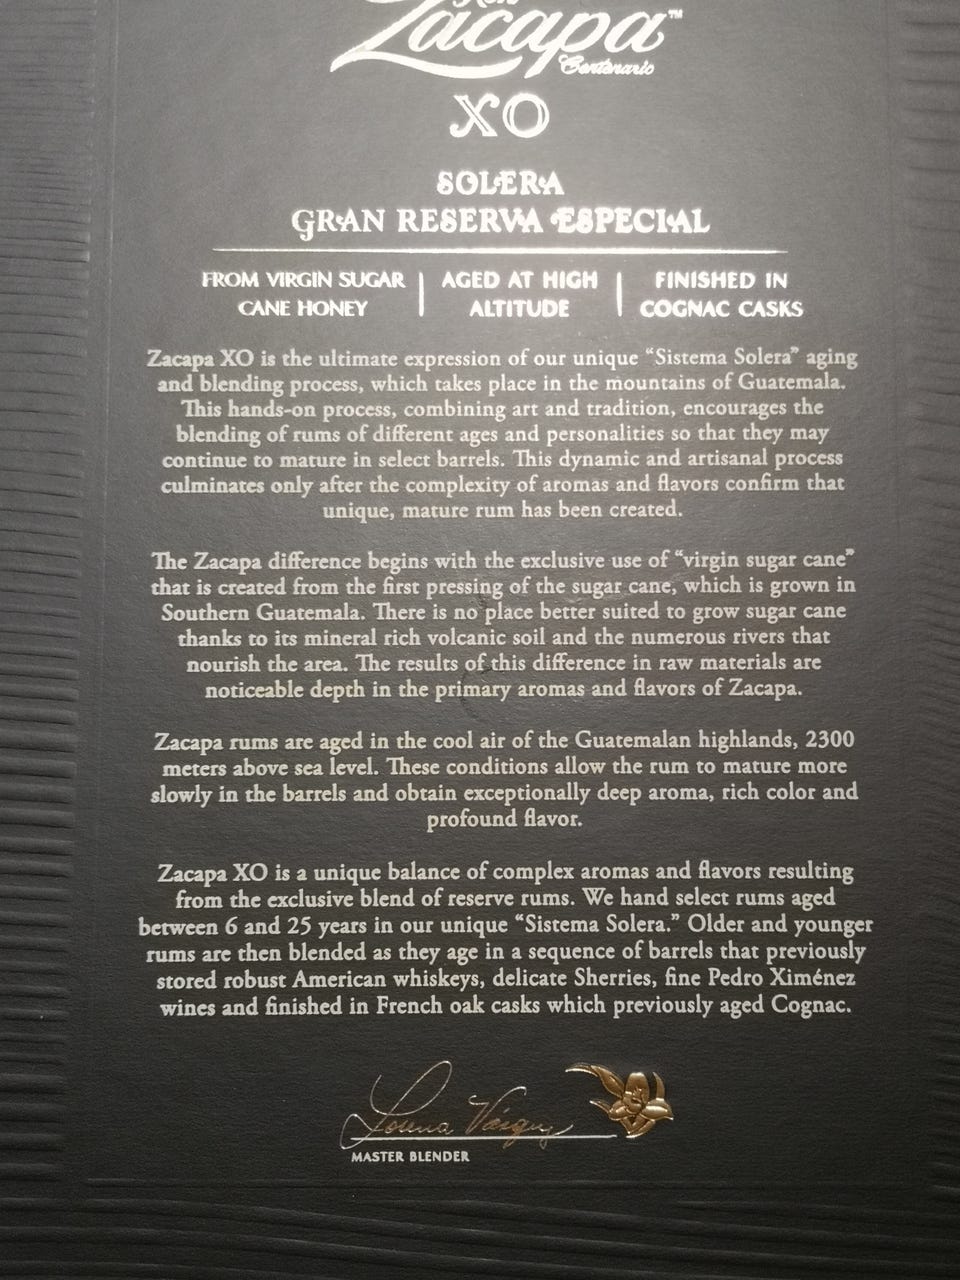 Ron
Zacapa™
Centenario
XO
SOLERA
GRAN RESERVA ESPECIAL
FROM VIRGIN SUGAR CANE HONEY
AGED AT HIGH ALTITUDE
FINISHED IN COGNAC CASKS
Zacapa XO is the ultimate expression of our unique “Sistema Solera” aging
and blending process, which takes place in the mountains of Guatemala.
This hands-on process, combining art and tradition, encourages the
blending of rums of different ages and personalities so that they may
continue to mature in select barrels. This dynamic and artisanal process
culminates only after the complexity of aromas and flavors confirm that
unique, mature rum has been created.
The Zacapa difference begins with the exclusive use of “virgin sugar cane”
that is created from the first pressing of the sugar cane, which is grown in
Southern Guatemala. There is no place better suited to grow sugar cane
thanks to its mineral rich volcanic soil and the numerous rivers that
nourish the area. The results of this difference in raw materials are
noticeable depth in the primary aromas and flavors of Zacapa.
Zacapa rums are aged in the cool air of the Guatemalan highlands, 2300
meters above sea level. These conditions allow the rum to mature more
slowly in the barrels and obtain exceptionally deep aroma, rich color and
profound flavor.
Zacapa XO is a unique balance of complex aromas and flavors resulting
from the exclusive blend of reserve rums. We hand select rums aged
between 6 and 25 years in our unique “Sistema Solera.” Older and younger
rums are then blended as they age in a sequence of barrels that previously
stored robust American whiskeys, delicate Sherries, fine Pedro Ximénez
wines and finished in French oak casks which previously aged Cognac.
Lorena Vásquez
MASTER BLENDER